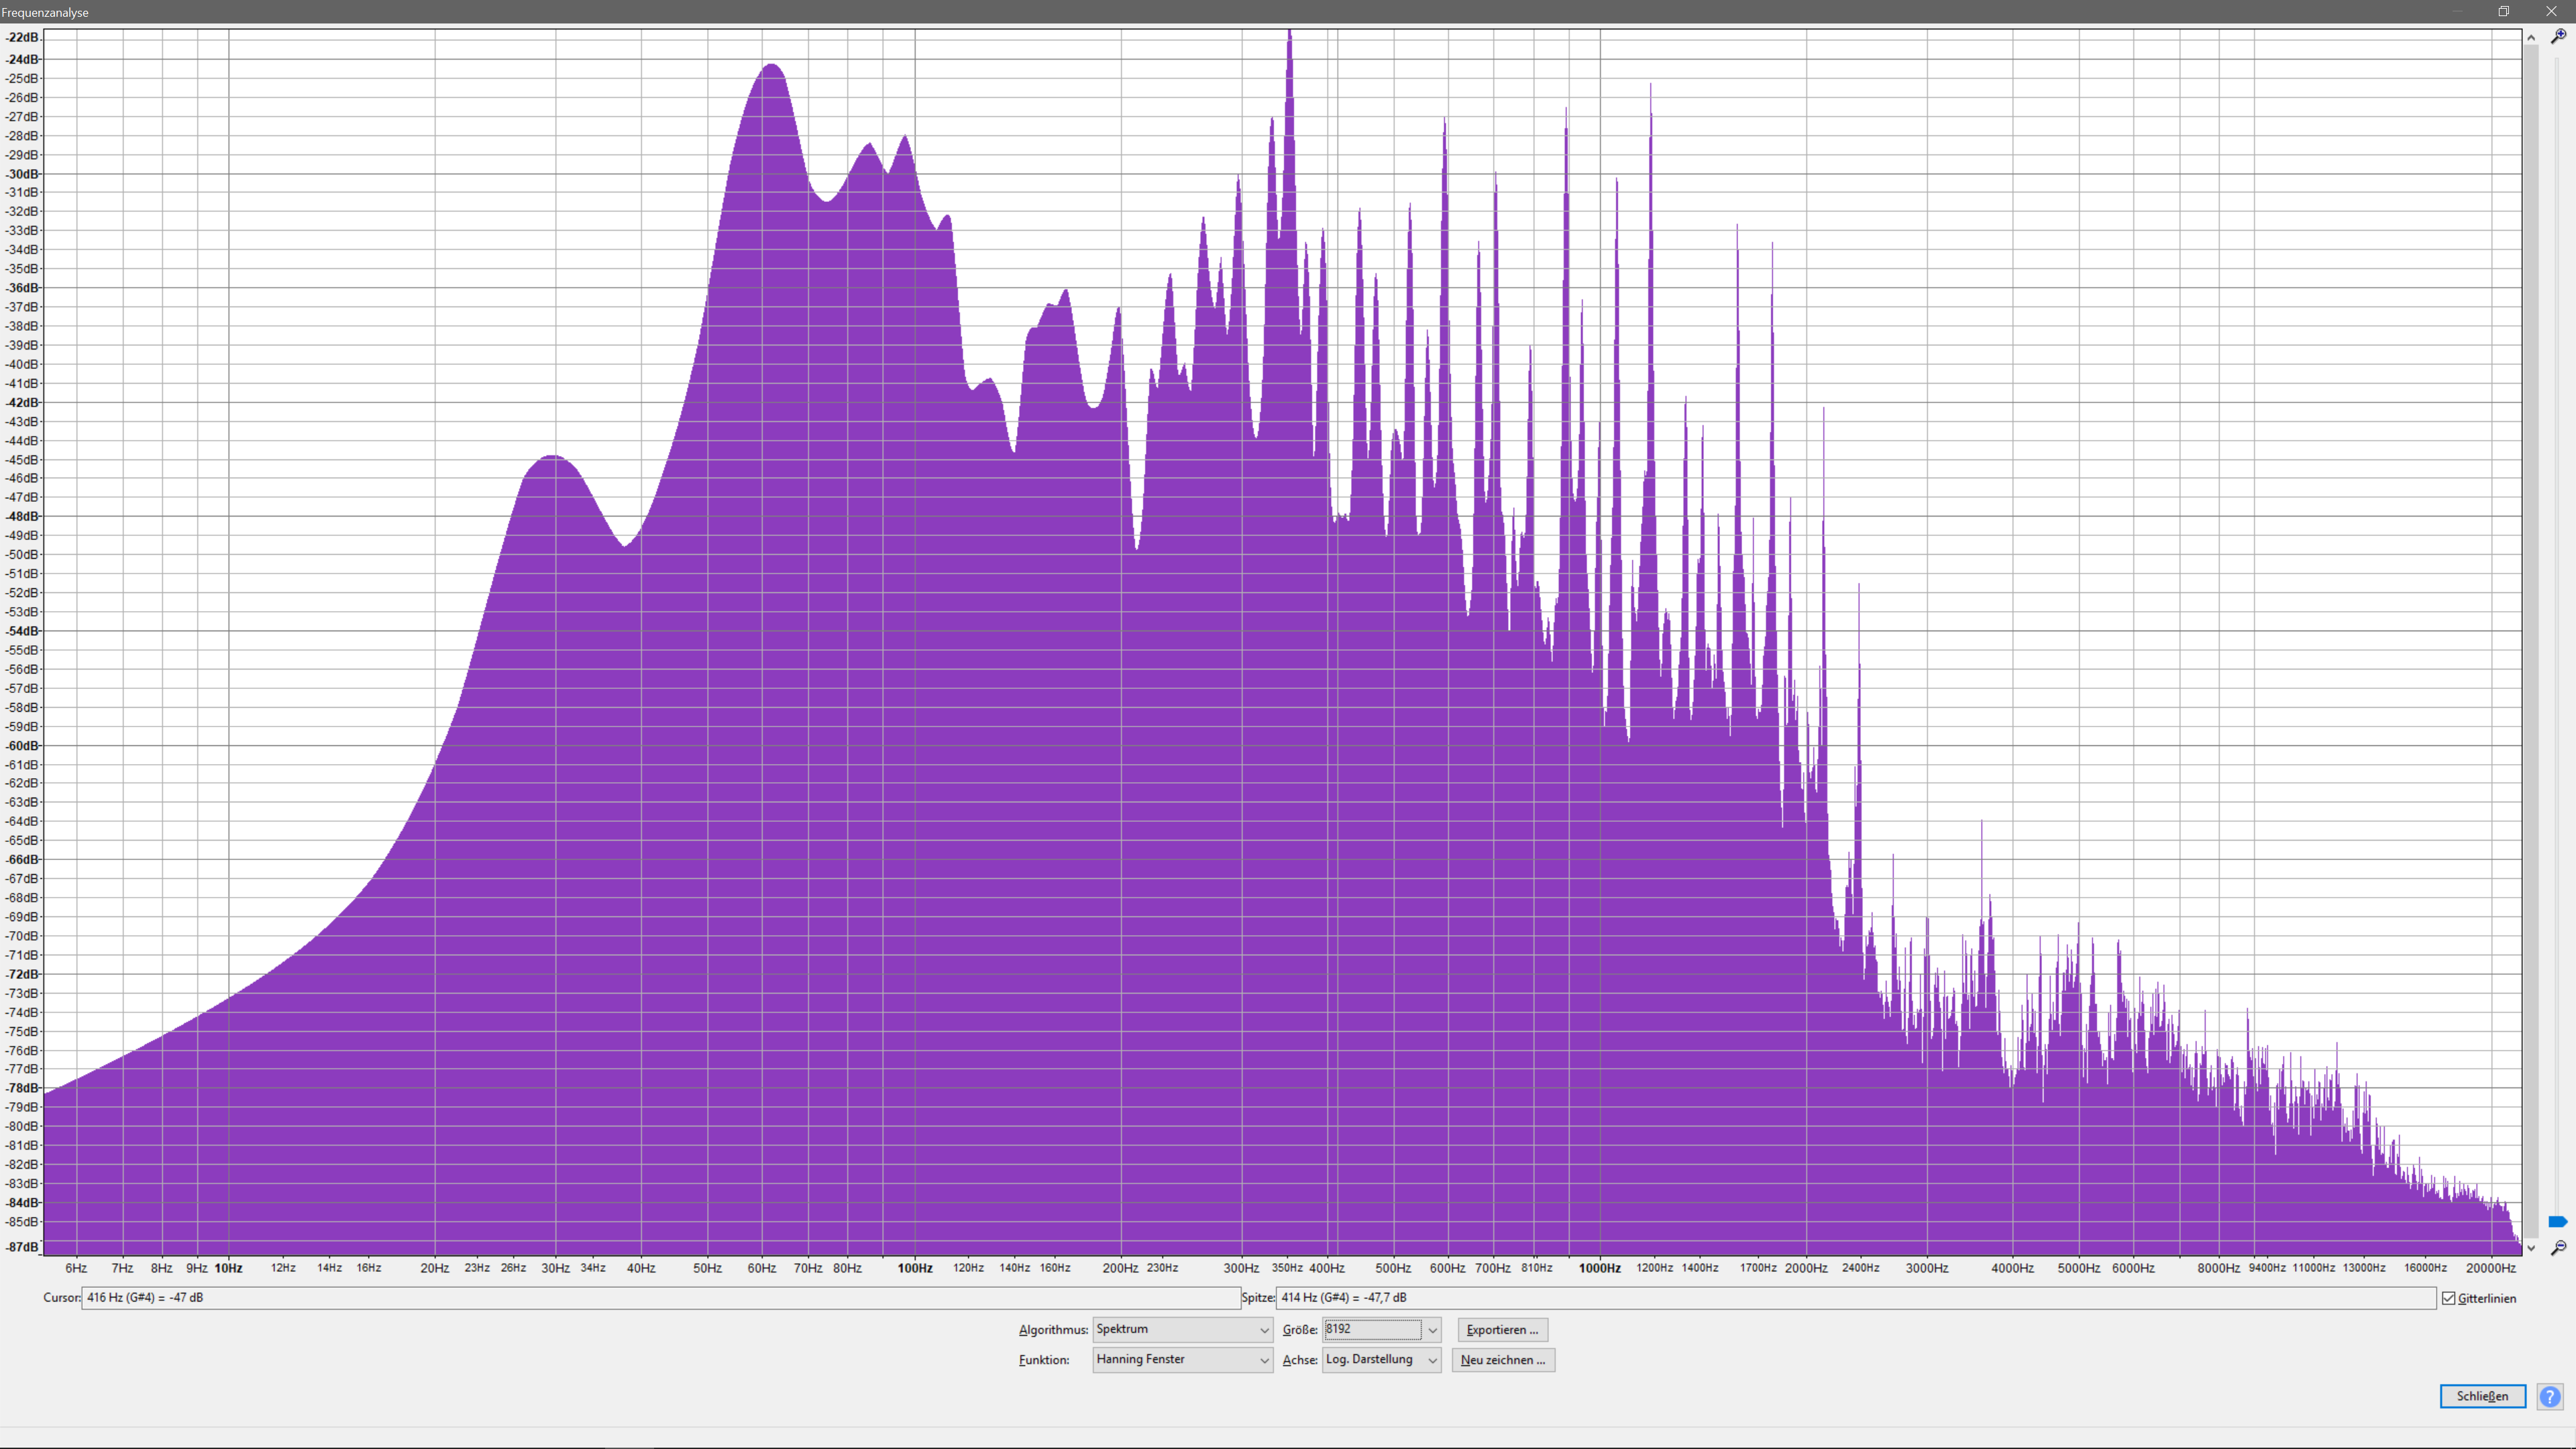 Frequenzanalyse
-22dB
-24dB
-25dB
-26dB
-27dB
-28dB
-29dB
-30dB
-31dB
-32dB
-33dB
-34dB
-35dB
-36dB
-37dB
-38dB
-39dB
-40dB
-41dB
-42dB
-43dB
-44dB
-45dB
-46dB
-47dB
-48dB
-49dB
-50dB
-51dB
-52dB
-53dB
-54dB
-55dB
-56dB
-57dB
-58dB
-59dB
-60dB
-61dB
-62dB
-63dB
-64dB
-65dB
-66dB
-67dB
-68dB
-69dB
-70dB
-71dB
-72dB
-73dB
-74dB
-75dB
-76dB
-77dB
-78dB
-79dB
-80dB
-81dB
-82dB
-83dB
-84dB
-85dB
-87dB
6Hz 7Hz 8Hz 9Hz 10Hz 12Hz 14Hz 16Hz 20Hz 23Hz 26Hz 30Hz 34Hz 40Hz 50Hz 60Hz 70Hz 80Hz 100Hz 120Hz 140Hz 160Hz 200Hz 230Hz 300Hz 350Hz 400Hz 500Hz 600Hz 700Hz 810Hz 1000Hz 1200Hz 1400Hz 1700Hz 2000Hz 2400Hz 3000Hz 4000Hz 5000Hz 6000Hz 8000Hz 9400Hz 11000Hz 13000Hz 16000Hz 20000Hz
Cursor: 416 Hz (G#4) = -47 dB Spitze: 414 Hz (G#4) = -47,7 dB Gitterlinien
Algorithmus: Spektrum Größe: 8192 Exportieren ...
Funktion: Hanning Fenster Achse: Log. Darstellung Neu zeichnen ...
Schließen ?